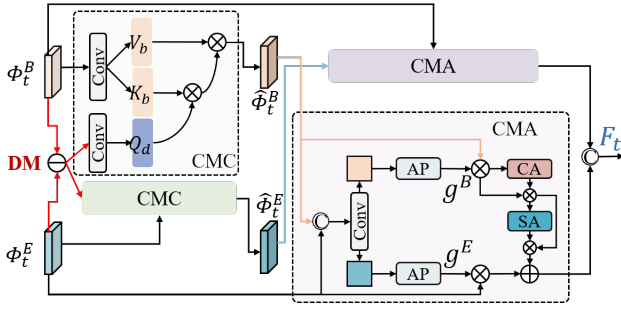 Φ_t^B
Conv
V_b
K_b
Conv
Q_d
CMC
Φ̂_t^B
CMA
DM
CMC
Φ_t^E
Φ̂_t^E
CMA
Conv
AP
g^B
CA
SA
AP
g^E
F_t